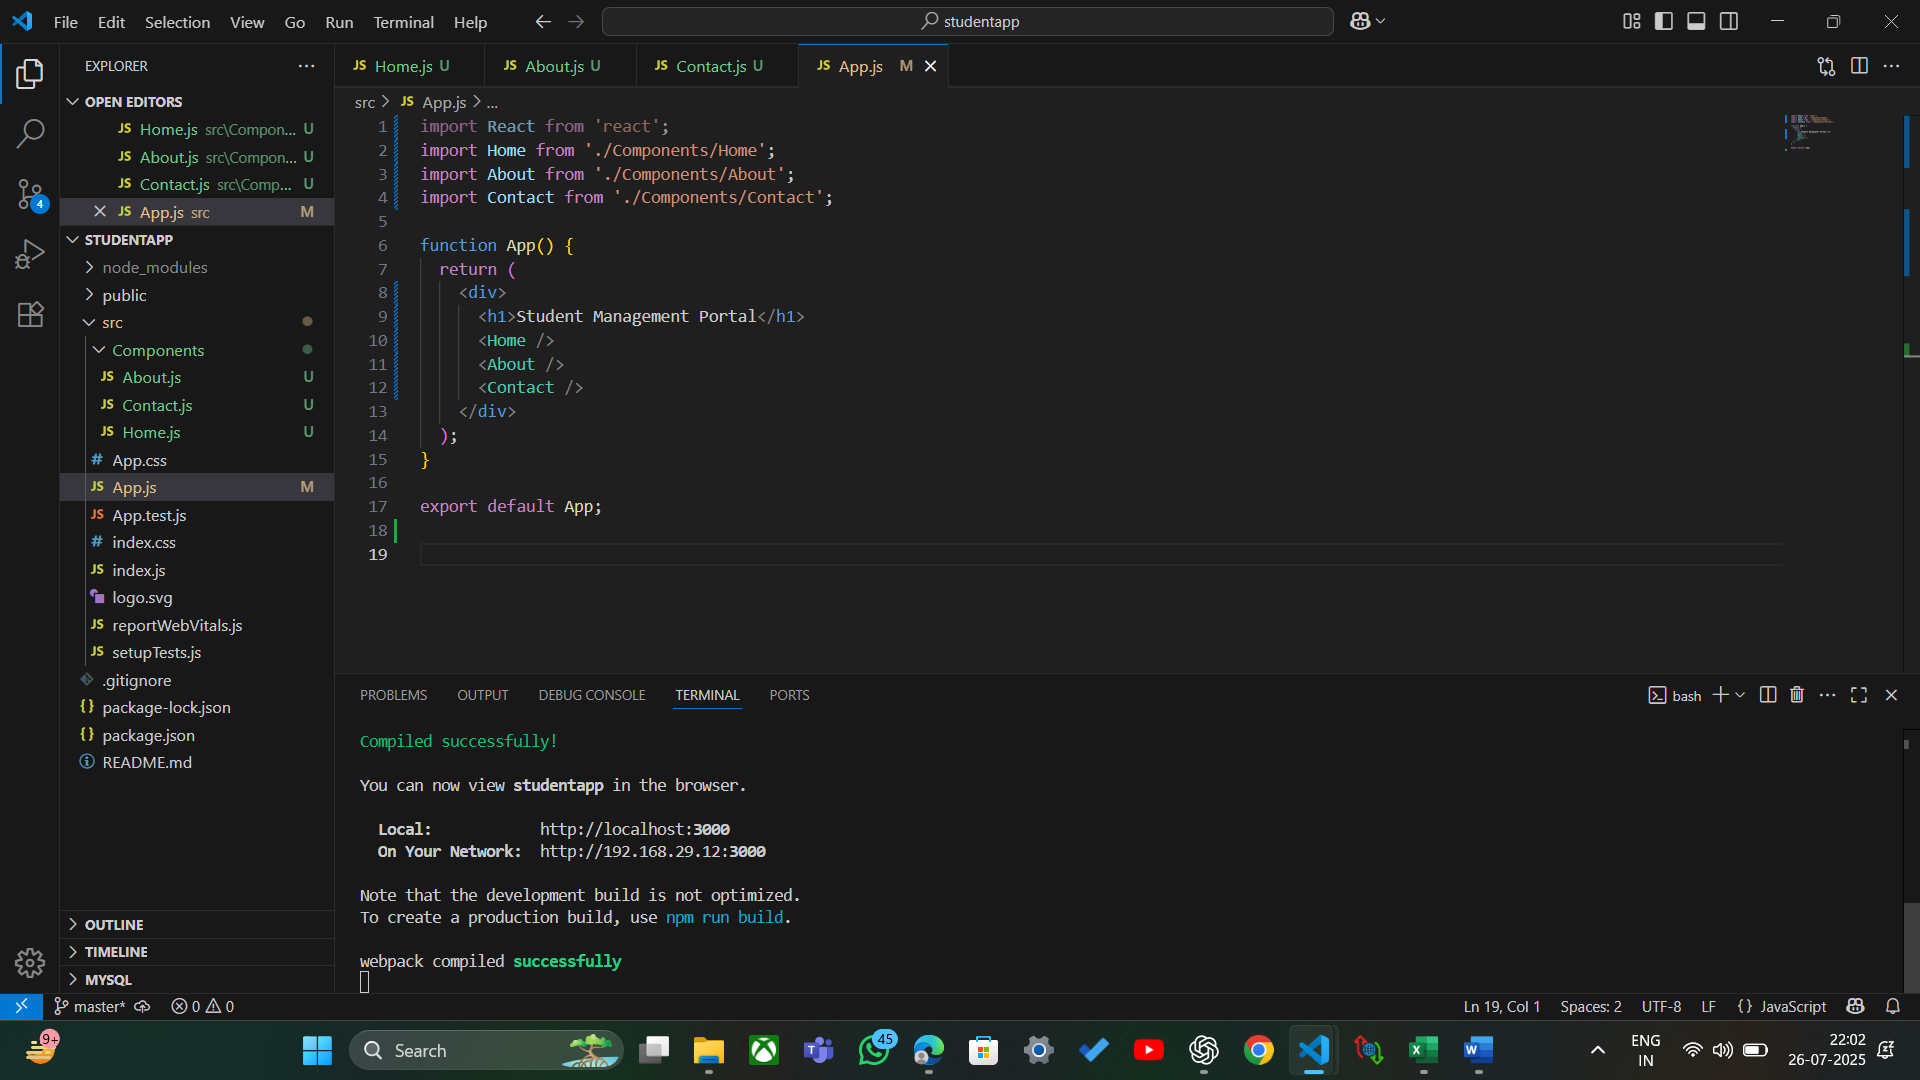 File Edit Selection View Go Run Terminal Help
studentapp
EXPLORER
OPEN EDITORS
JS Home.js src\Compon... U
JS About.js src\Compon... U
JS Contact.js src\Comp... U
JS App.js src M
STUDENTAPP
node_modules
public
src
Components
JS About.js U
JS Contact.js U
JS Home.js U
# App.css
JS App.js M
JS App.test.js
# index.css
JS index.js
logo.svg
JS reportWebVitals.js
JS setupTests.js
.gitignore
{} package-lock.json
{} package.json
README.md
OUTLINE
TIMELINE
MYSQL
4
JS Home.js U JS About.js U JS Contact.js U JS App.js M
src > JS App.js > ...
1 import React from 'react';
2 import Home from './Components/Home';
3 import About from './Components/About';
4 import Contact from './Components/Contact';
5
6 function App() {
7 return (
8 <div>
9 <h1>Student Management Portal</h1>
10 <Home />
11 <About />
12 <Contact />
13 </div>
14 );
15 }
16
17 export default App;
18
19
PROBLEMS OUTPUT DEBUG CONSOLE TERMINAL PORTS
bash
Compiled successfully!
You can now view studentapp in the browser.
Local: http://localhost:3000
On Your Network: http://192.168.29.12:3000
Note that the development build is not optimized.
To create a production build, use npm run build.
webpack compiled successfully
master* 0 0
Ln 19, Col 1 Spaces: 2 UTF-8 LF {} JavaScript
9+
Search
45
ENG
IN
22:02
26-07-2025